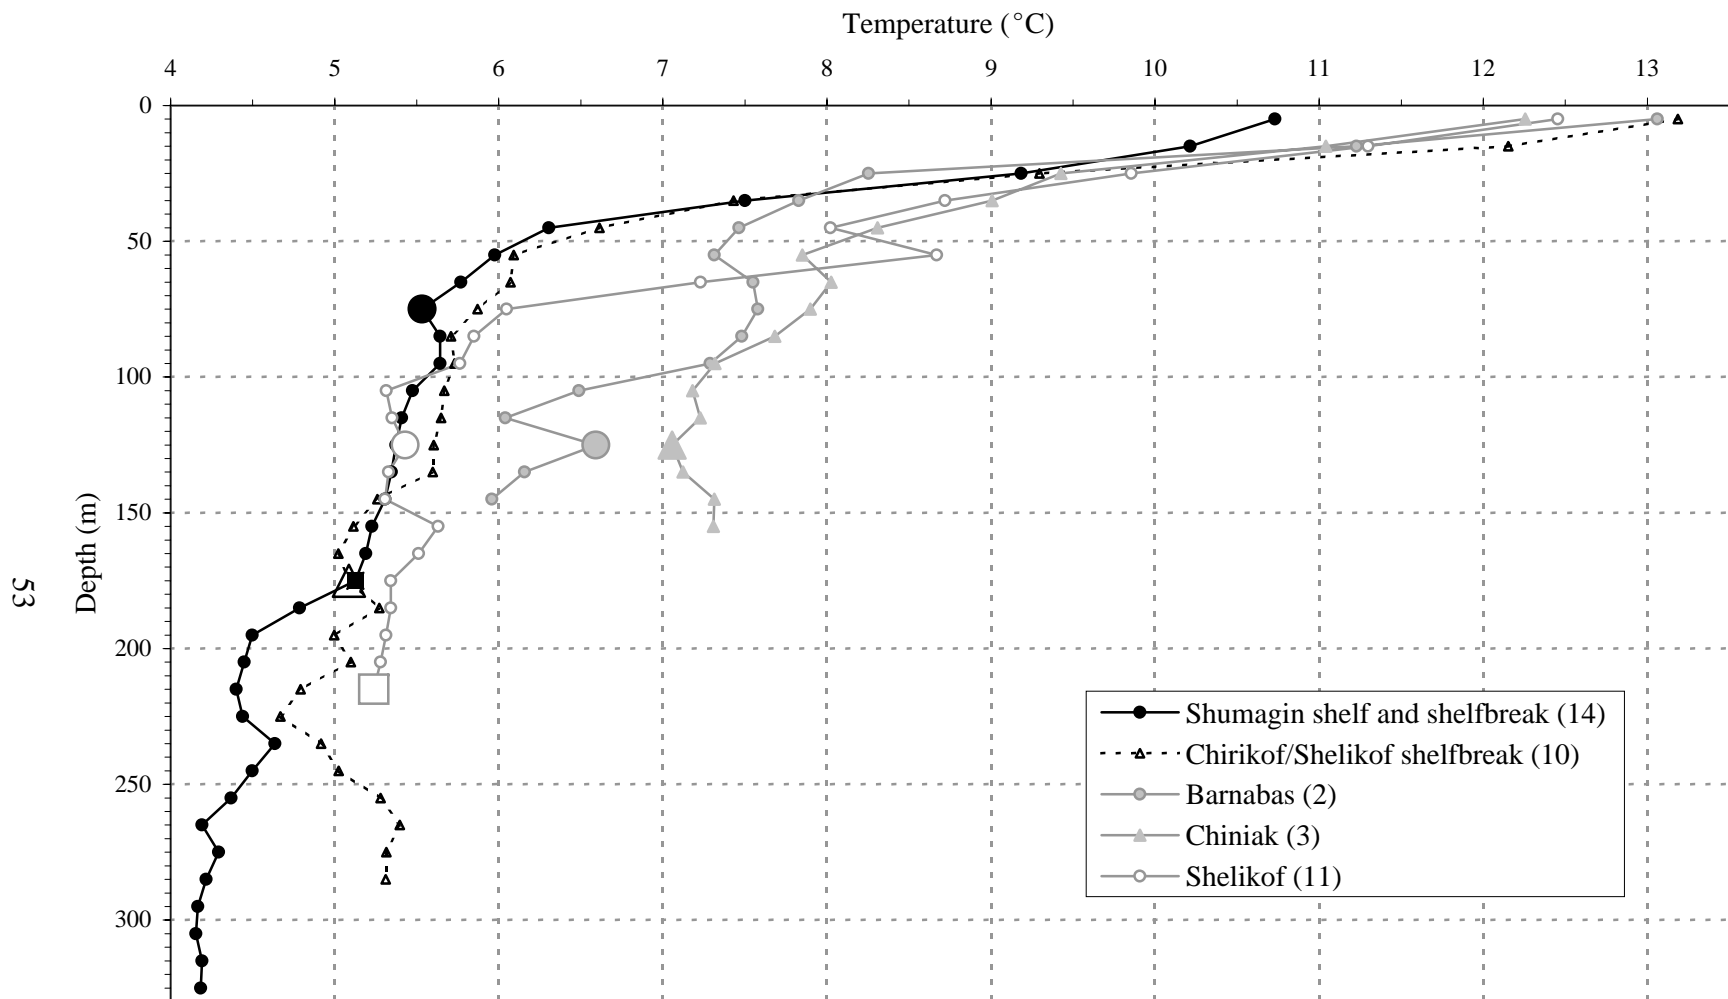 Temperature (°C)
4 5 6 7 8 9 10 11 12 13
0
50
100
150
200
250
300
Depth (m)
53
Shumagin shelf and shelfbreak (14)
Chirikof/Shelikof shelfbreak (10)
Barnabas (2)
Chiniak (3)
Shelikof (11)